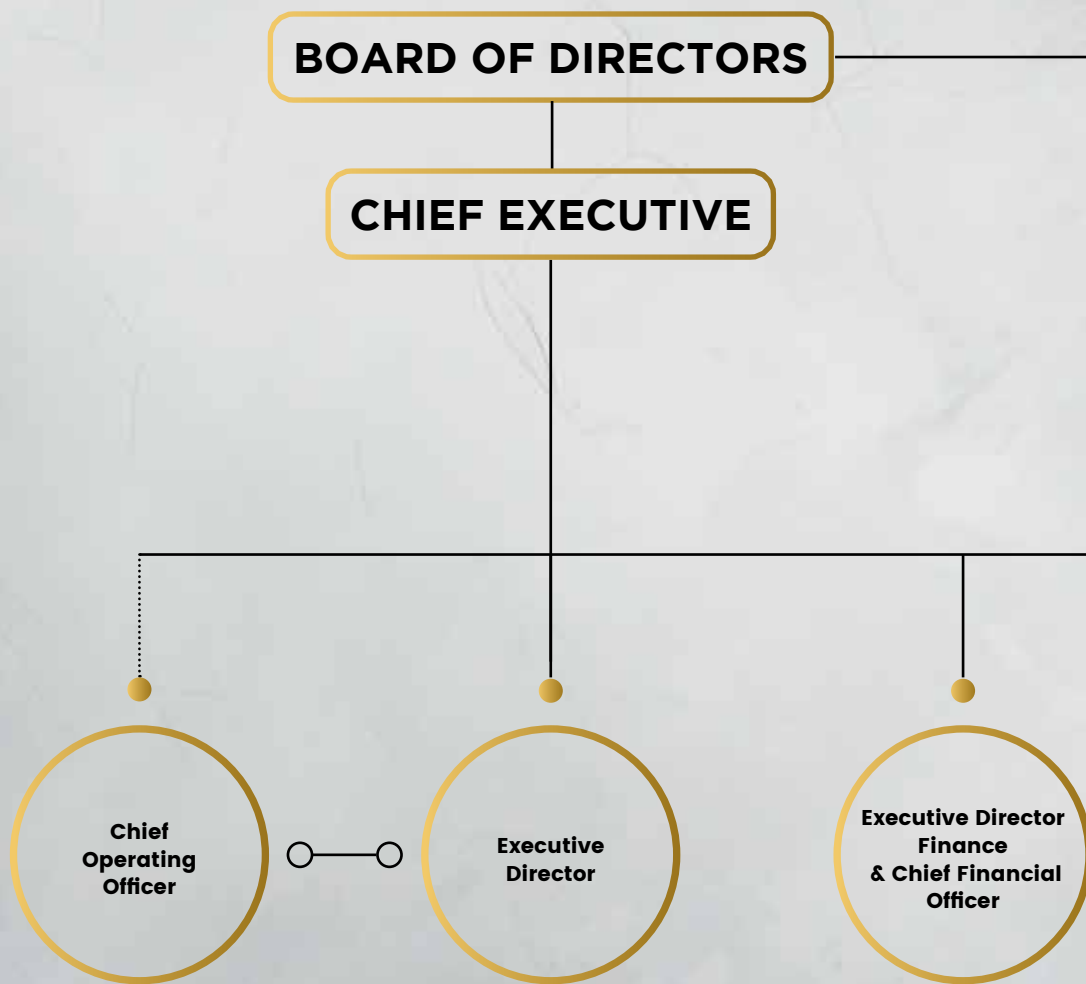 BOARD OF DIRECTORS
CHIEF EXECUTIVE
Chief
Operating
Officer
Executive
Director
Executive Director
Finance
& Chief Financial
Officer